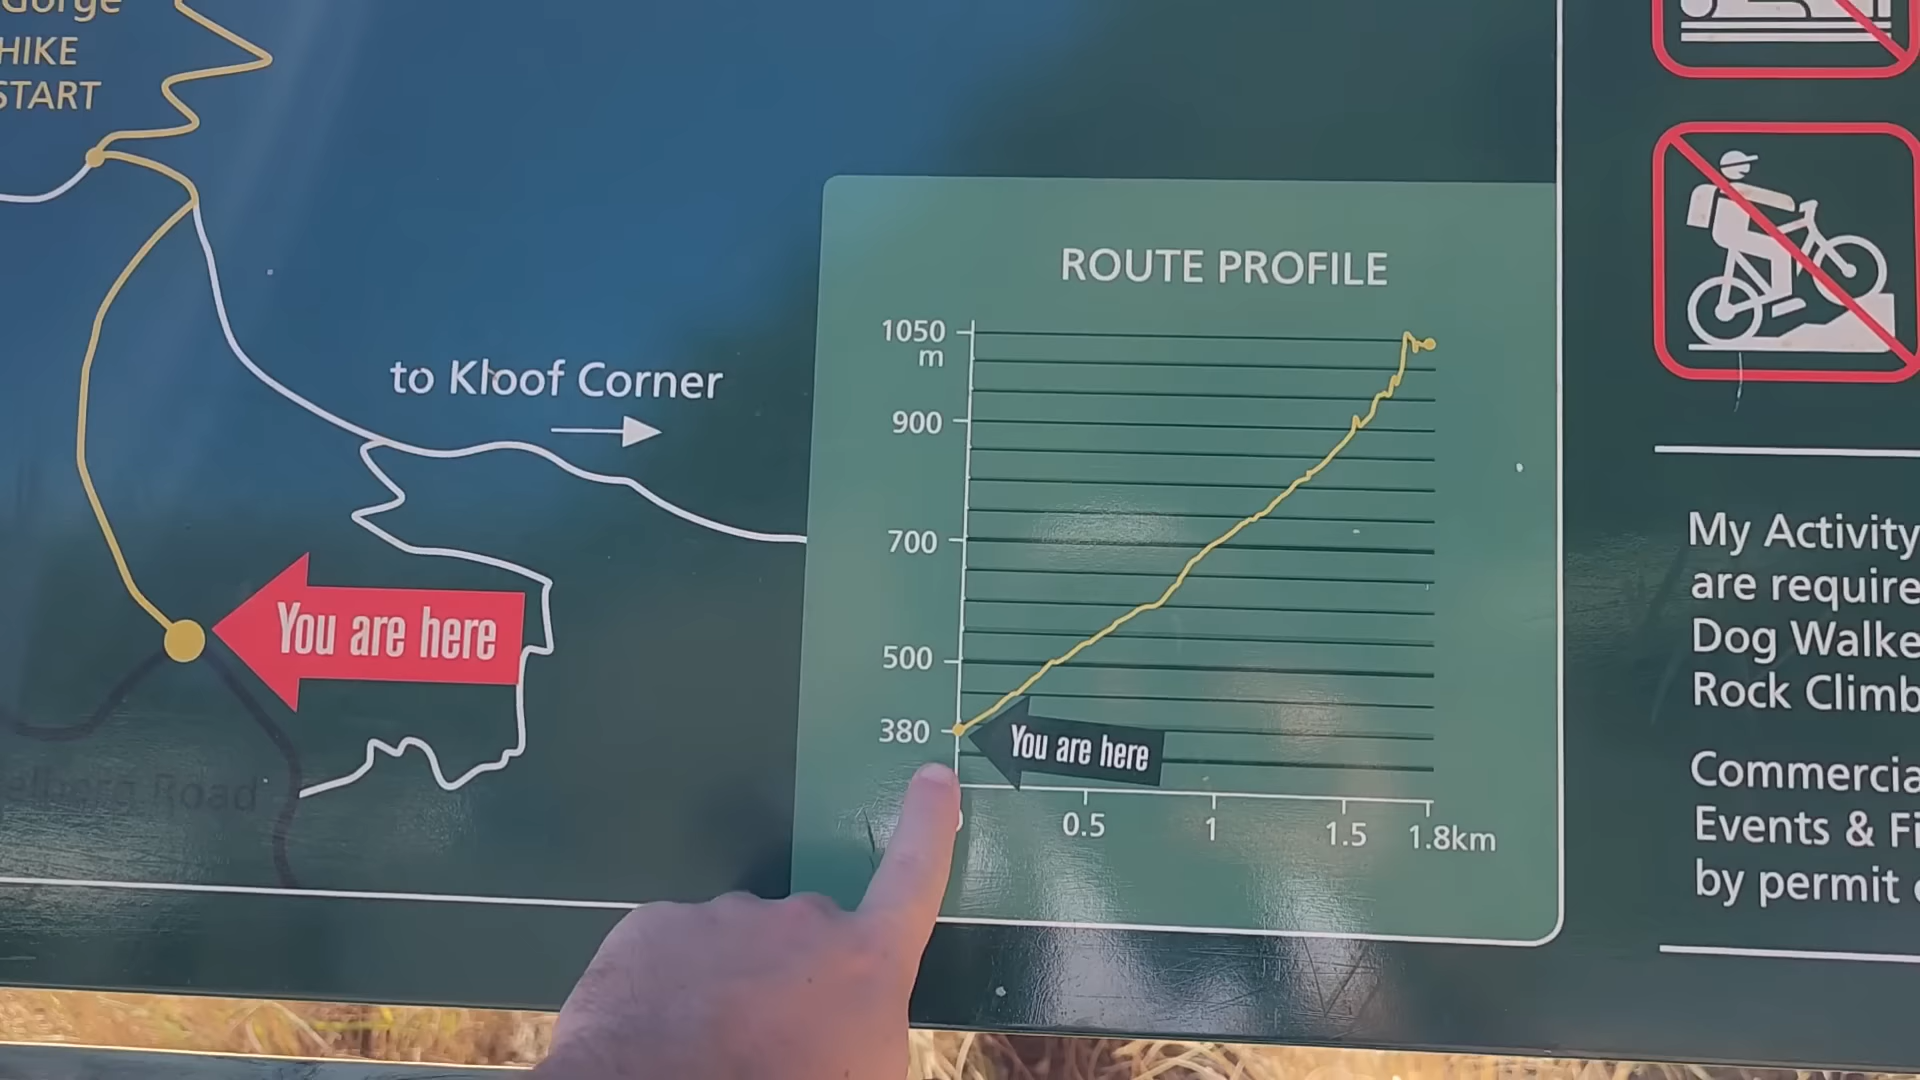 Gorge
HIKE
START
to Kloof Corner
You are here
ROUTE PROFILE
1050
m
900
700
500
380
You are here
0.5
1
1.5
1.8km
My Activity
are require
Dog Walke
Rock Climb
Commercia
Events & Fi
by permit
Road